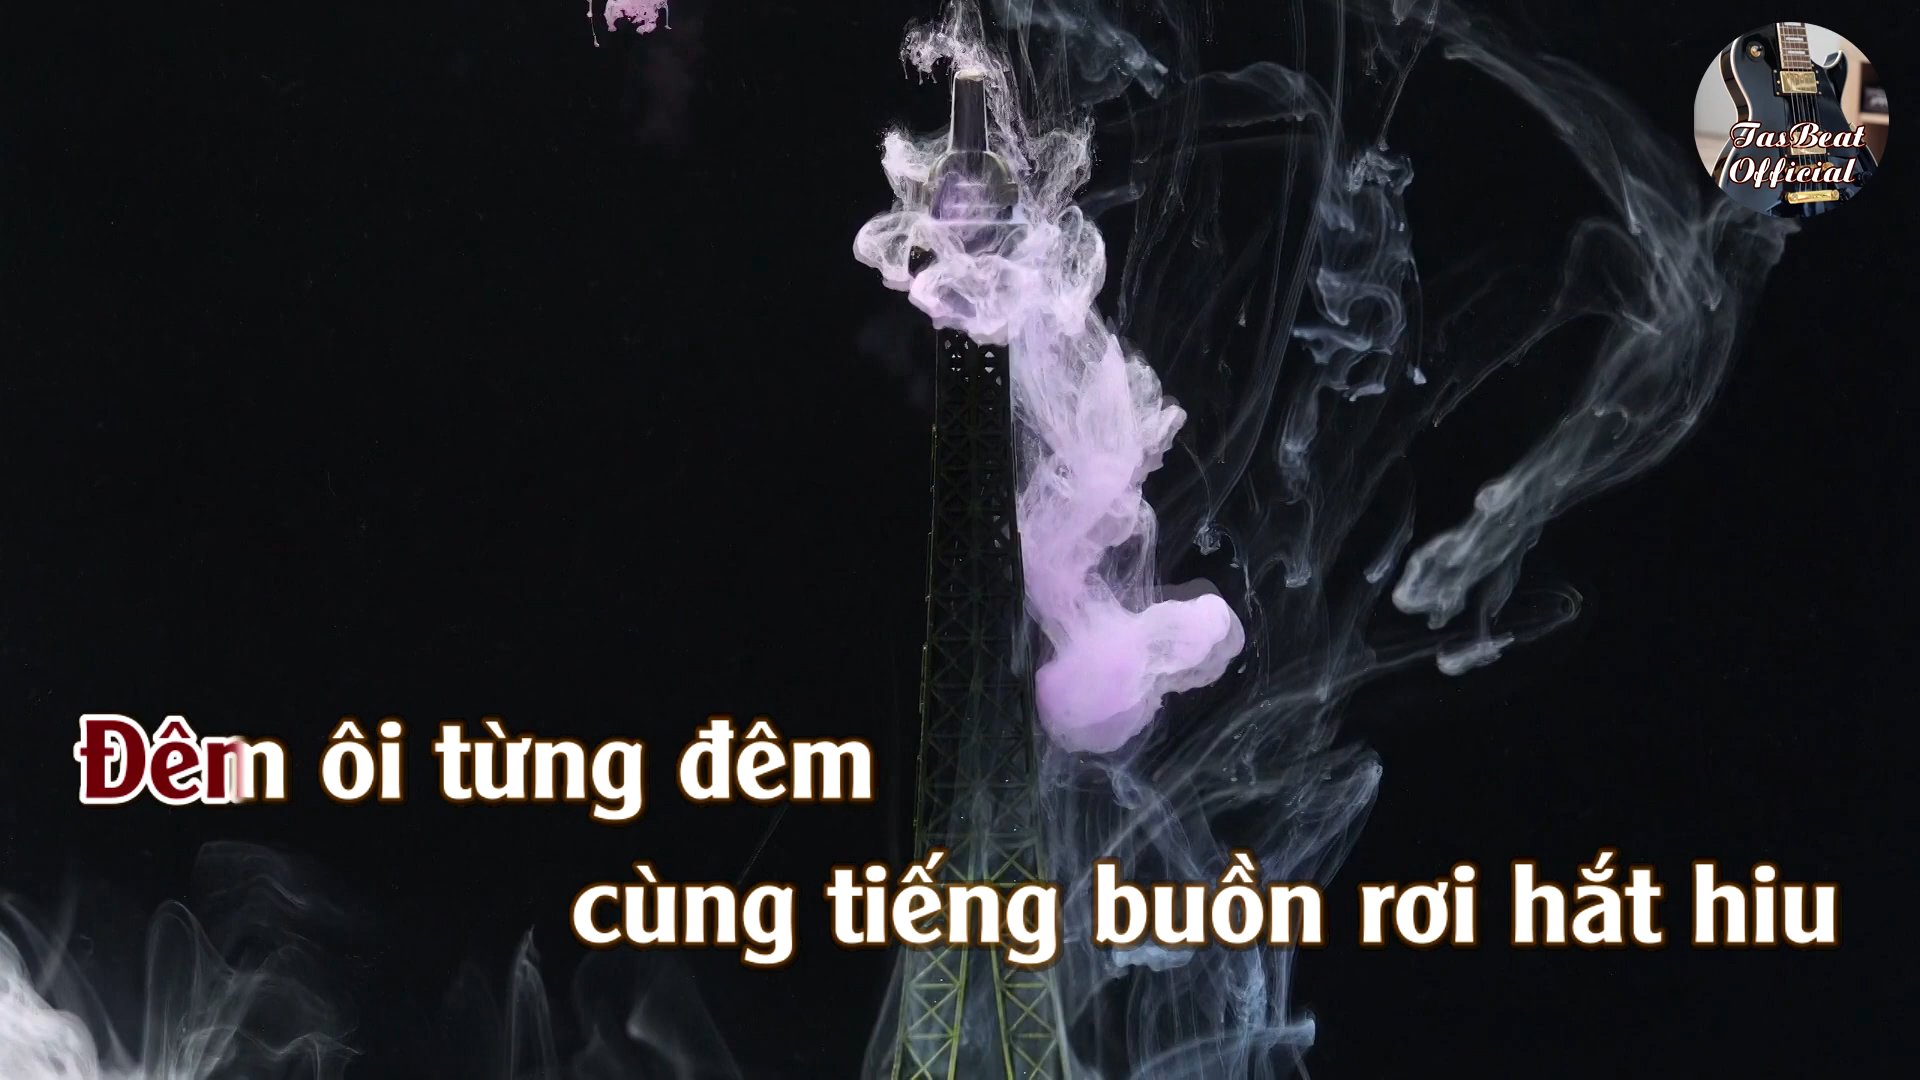 TasBeat
Official
Đêm ôi từng đêm
cùng tiếng buồn rơi hắt hiu